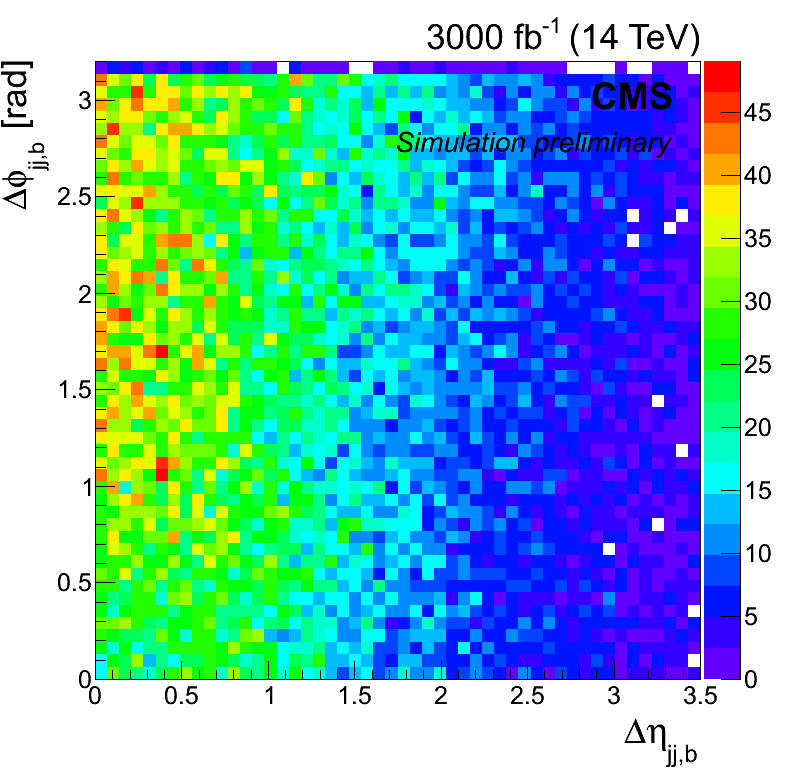 3000 fb⁻¹ (14 TeV)
CMS
Simulation preliminary
Δϕjj,b [rad]
3
2.5
2
1.5
1
0.5
0
0 0.5 1 1.5 2 2.5 3 3.5
Δηjj,b
45
40
35
30
25
20
15
10
5
0